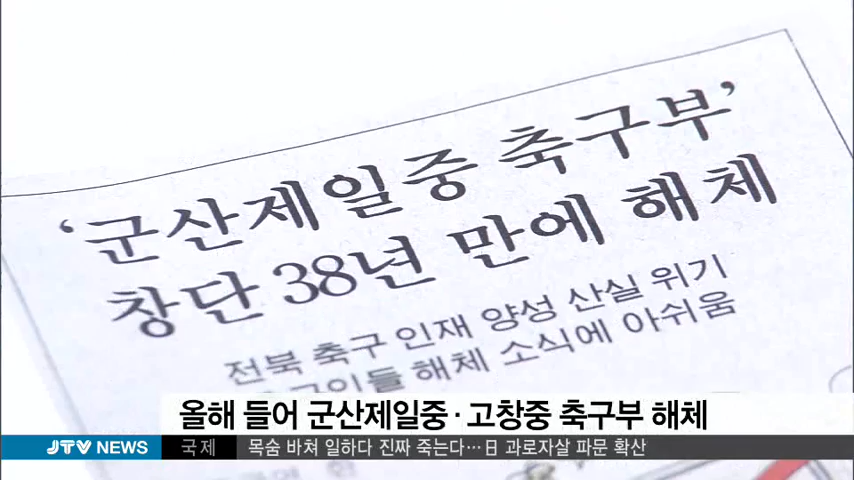 ‘군산제일중 축구부’
창단 38년 만에 해체
전북 축구 인재 양성 산실 위기
해체 소식에 아쉬움
올해 들어 군산제일중·고창중 축구부 해체
JTV NEWS 국제 목숨 바쳐 일하다 진짜 죽는다…日 과로자살 파문 확산